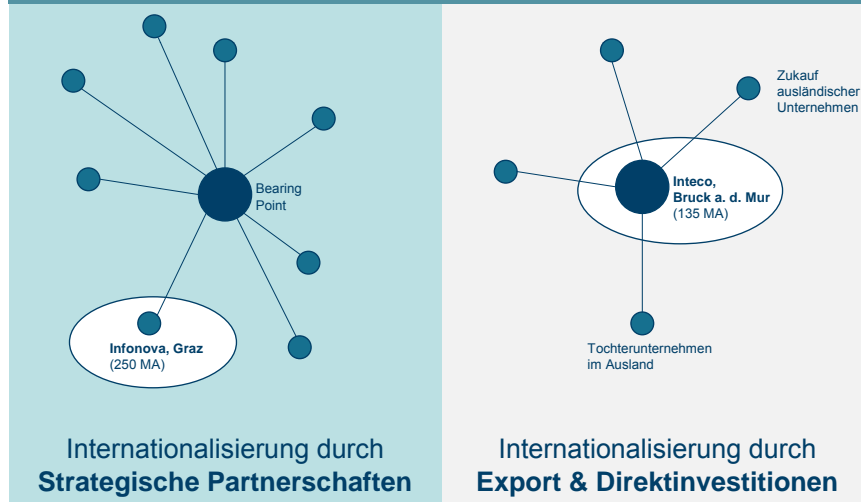 Bearing
Point
Infonova, Graz
(250 MA)
Internationalisierung durch
Strategische Partnerschaften
Zukauf
ausländischer
Unternehmen
Inteco,
Bruck a. d. Mur
(135 MA)
Tochterunternehmen
im Ausland
Internationalisierung durch
Export & Direktinvestitionen